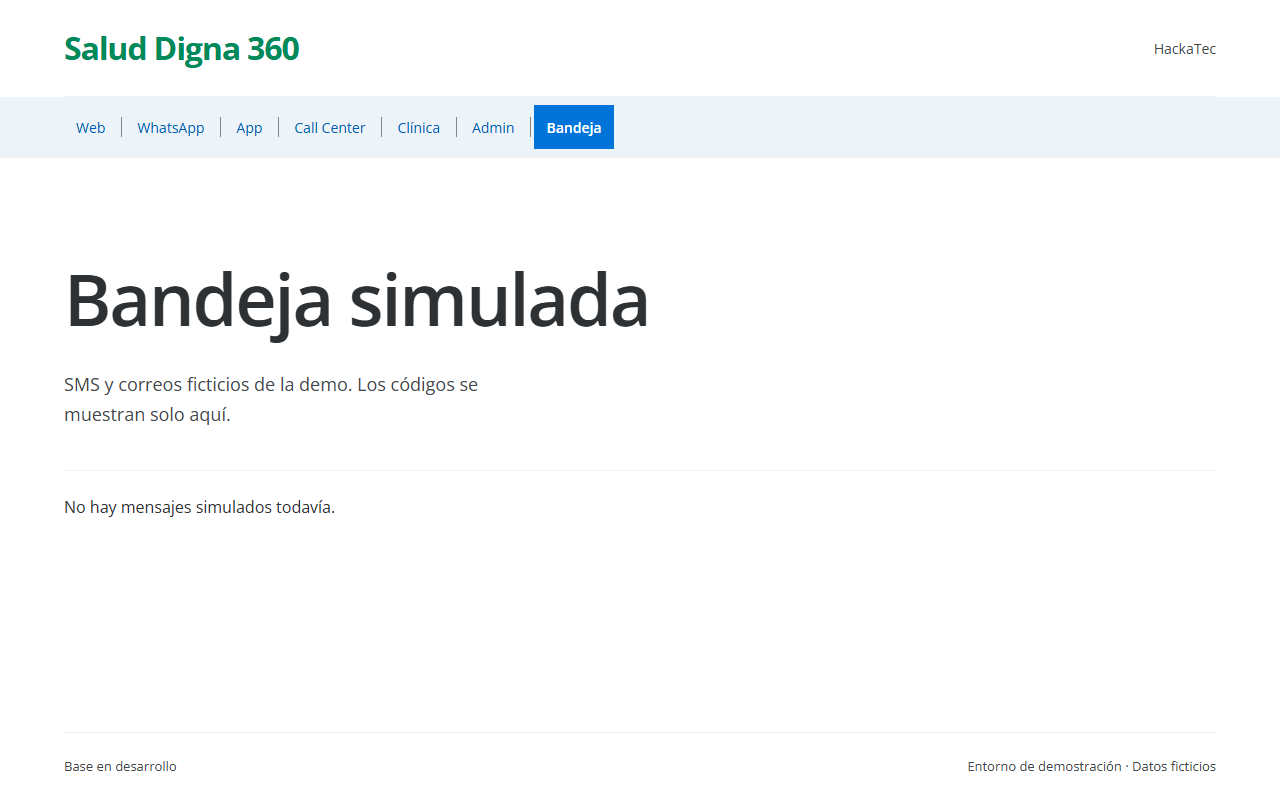 Salud Digna 360
HackaTec
Web
WhatsApp
App
Call Center
Clínica
Admin
Bandeja
Bandeja simulada
SMS y correos ficticios de la demo. Los códigos se
muestran solo aquí.
No hay mensajes simulados todavía.
Base en desarrollo
Entorno de demostración · Datos ficticios